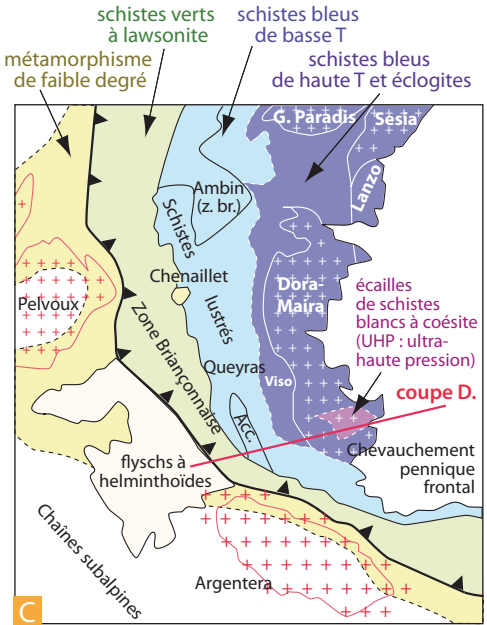 schistes verts
à lawsonite
schistes bleus
de basse T
métamorphisme
de faible degré
schistes bleus
de haute T et éclogites
G. Paradis
Sesia
Lanzo
Ambin
(z. br.)
Schistes
lustrés
Chenaillet
Pelvoux
Zone Briançonnaise
Dora-
Maira
écailles
de schistes
blancs à coésite
(UHP : ultra-
haute pression)
Queyras
Viso
coupe D.
Acc.
Chevauchement
pennique
frontal
flyschs à
helminthoïdes
Chaînes subalpines
Argentera
C